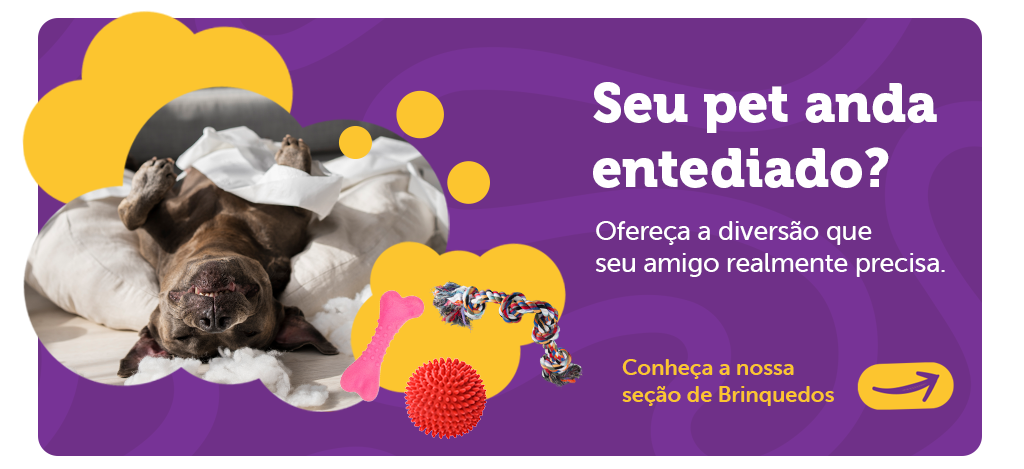 Seu pet anda
entediado?
Ofereça a diversão que
seu amigo realmente precisa.
Conheça a nossa
seção de Brinquedos